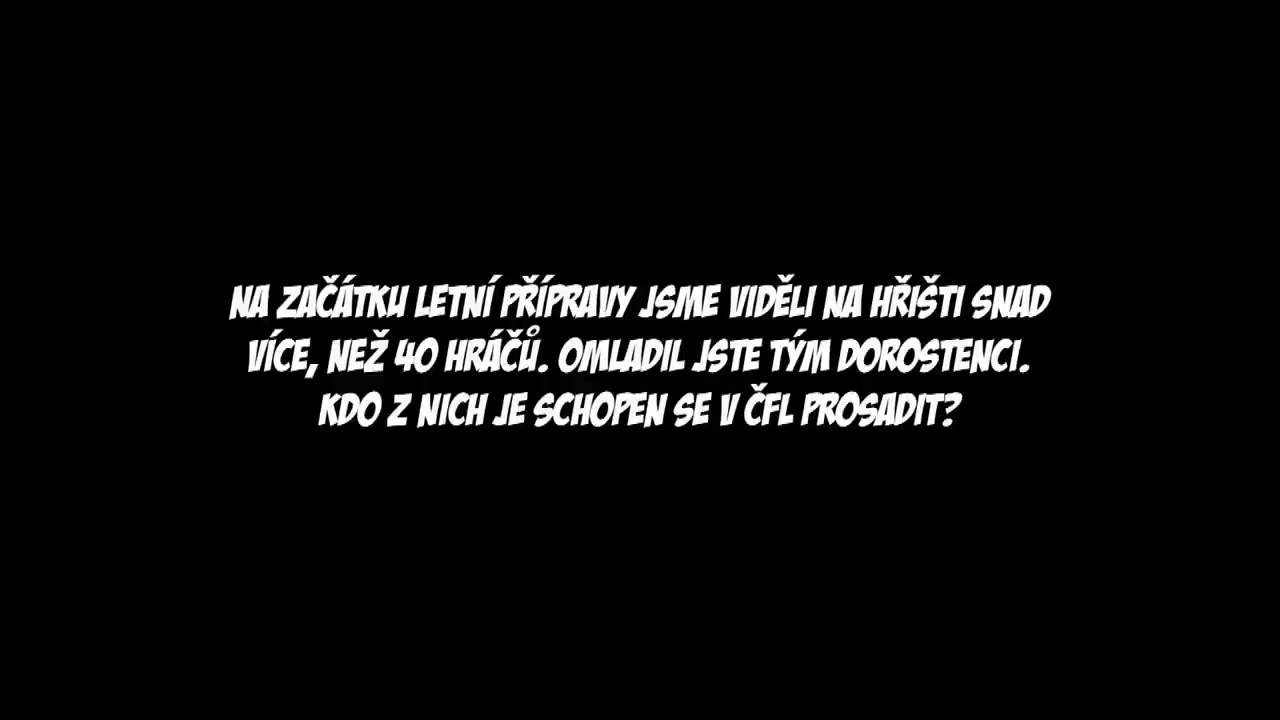 NA ZAČÁTKU LETNÍ PŘÍPRAVY JSME VIDĚLI NA HŘIŠTI SNAD
VÍCE, NEŽ 40 HRÁČŮ. OMLADIL JSTE TÝM DOROSTENCI.
KDO Z NICH JE SCHOPEN SE V ČFL PROSADIT?